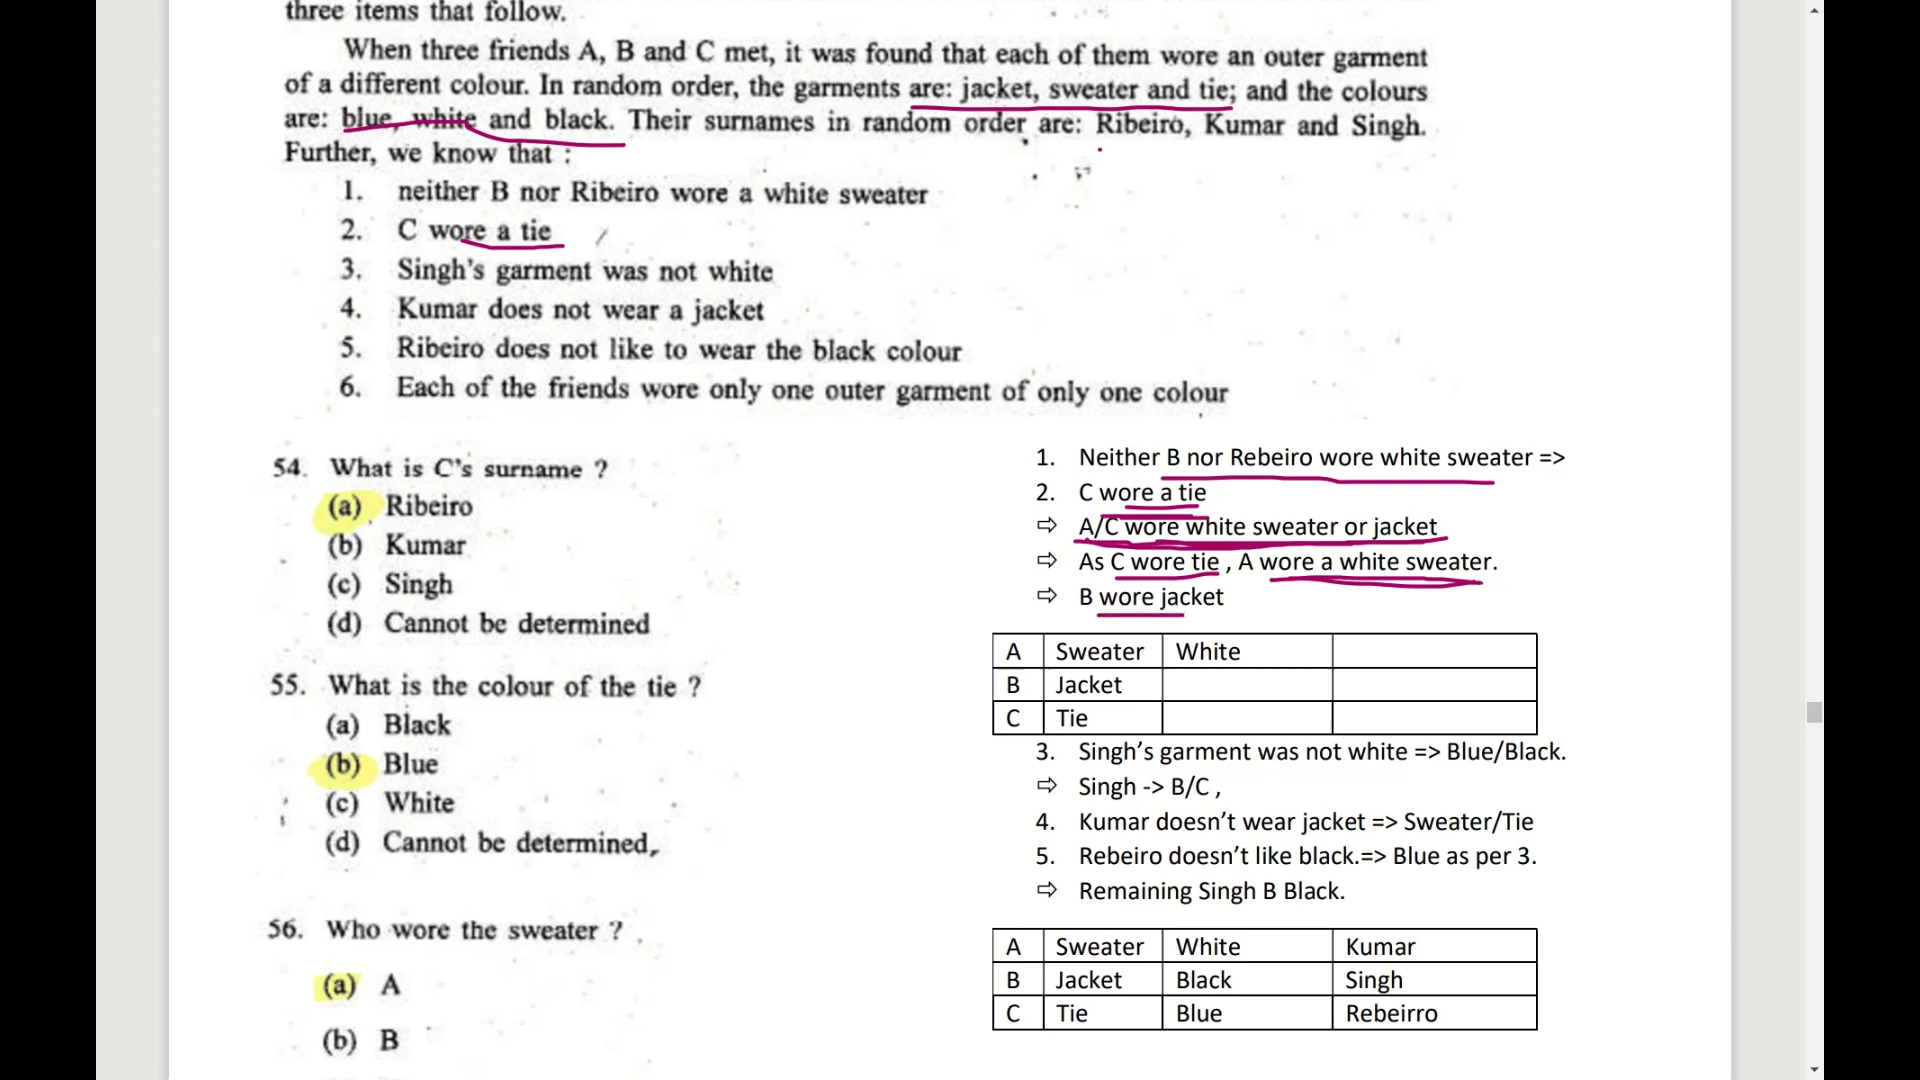 three items that follow.
When three friends A, B and C met, it was found that each of them wore an outer garment
of a different colour. In random order, the garments are: jacket, sweater and tie; and the colours
are: blue, white and black. Their surnames in random order are: Ribeiro, Kumar and Singh.
Further, we know that :
1. neither B nor Ribeiro wore a white sweater
2. C wore a tie
3. Singh's garment was not white
4. Kumar does not wear a jacket
5. Ribeiro does not like to wear the black colour
6. Each of the friends wore only one outer garment of only one colour
54. What is C's surname ?
(a) Ribeiro
(b) Kumar
(c) Singh
(d) Cannot be determined
55. What is the colour of the tie ?
(a) Black
(b) Blue
(c) White
(d) Cannot be determined,
56. Who wore the sweater ?
(a) A
(b) B
1. Neither B nor Rebeiro wore white sweater =>
2. C wore a tie
⇨ A/C wore white sweater or jacket
⇨ As C wore tie , A wore a white sweater.
⇨ B wore jacket
A Sweater White
B Jacket
C Tie
3. Singh’s garment was not white => Blue/Black.
⇨ Singh -> B/C ,
4. Kumar doesn’t wear jacket => Sweater/Tie
5. Rebeiro doesn’t like black.=> Blue as per 3.
⇨ Remaining Singh B Black.
A Sweater White Kumar
B Jacket Black Singh
C Tie Blue Rebeirro